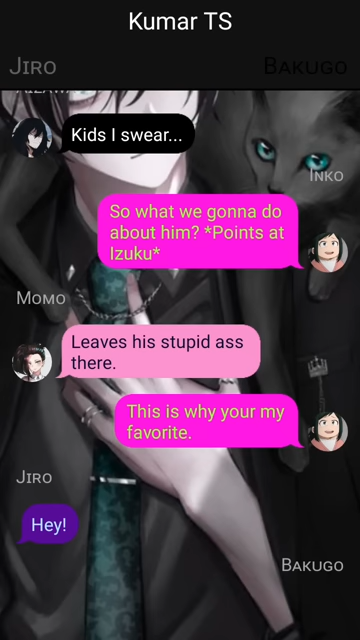 Kumar TS
Jiro Bakugo
Aizawa
Kids I swear...
Inko
So what we gonna do
about him? *Points at
Izuku*
Momo
Leaves his stupid ass
there.
This is why your my
favorite.
Jiro
Hey!
Bakugo